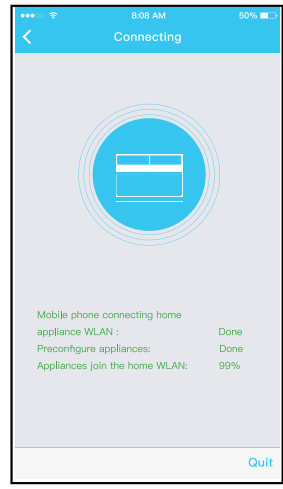 8:08 AM 50%
Connecting
Mobile phone connecting home
appliance WLAN : Done
Preconfigure appliances: Done
Appliances join the home WLAN: 99%
Quit